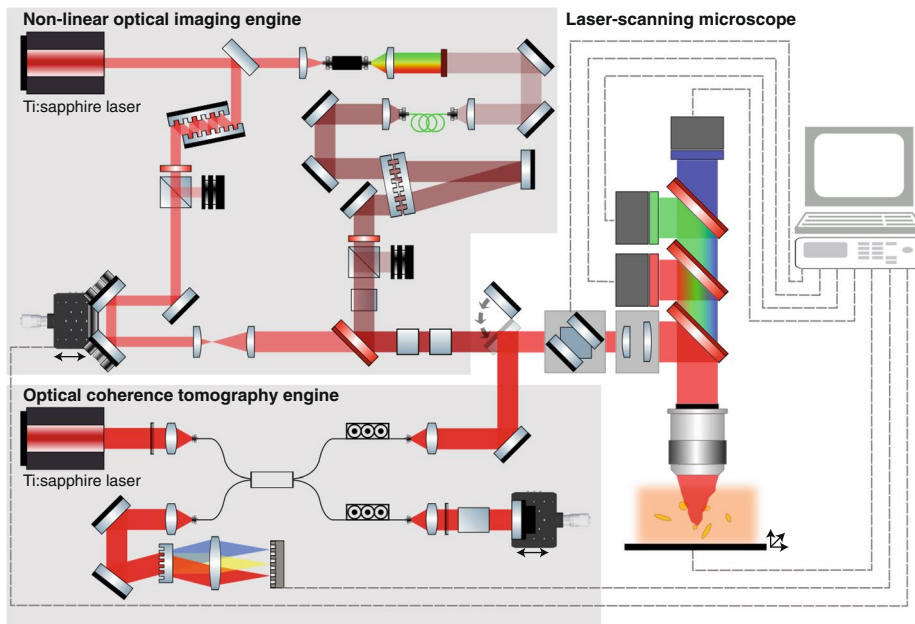 Non-linear optical imaging engine
Laser-scanning microscope
Ti:sapphire laser
Optical coherence tomography engine
Ti:sapphire laser